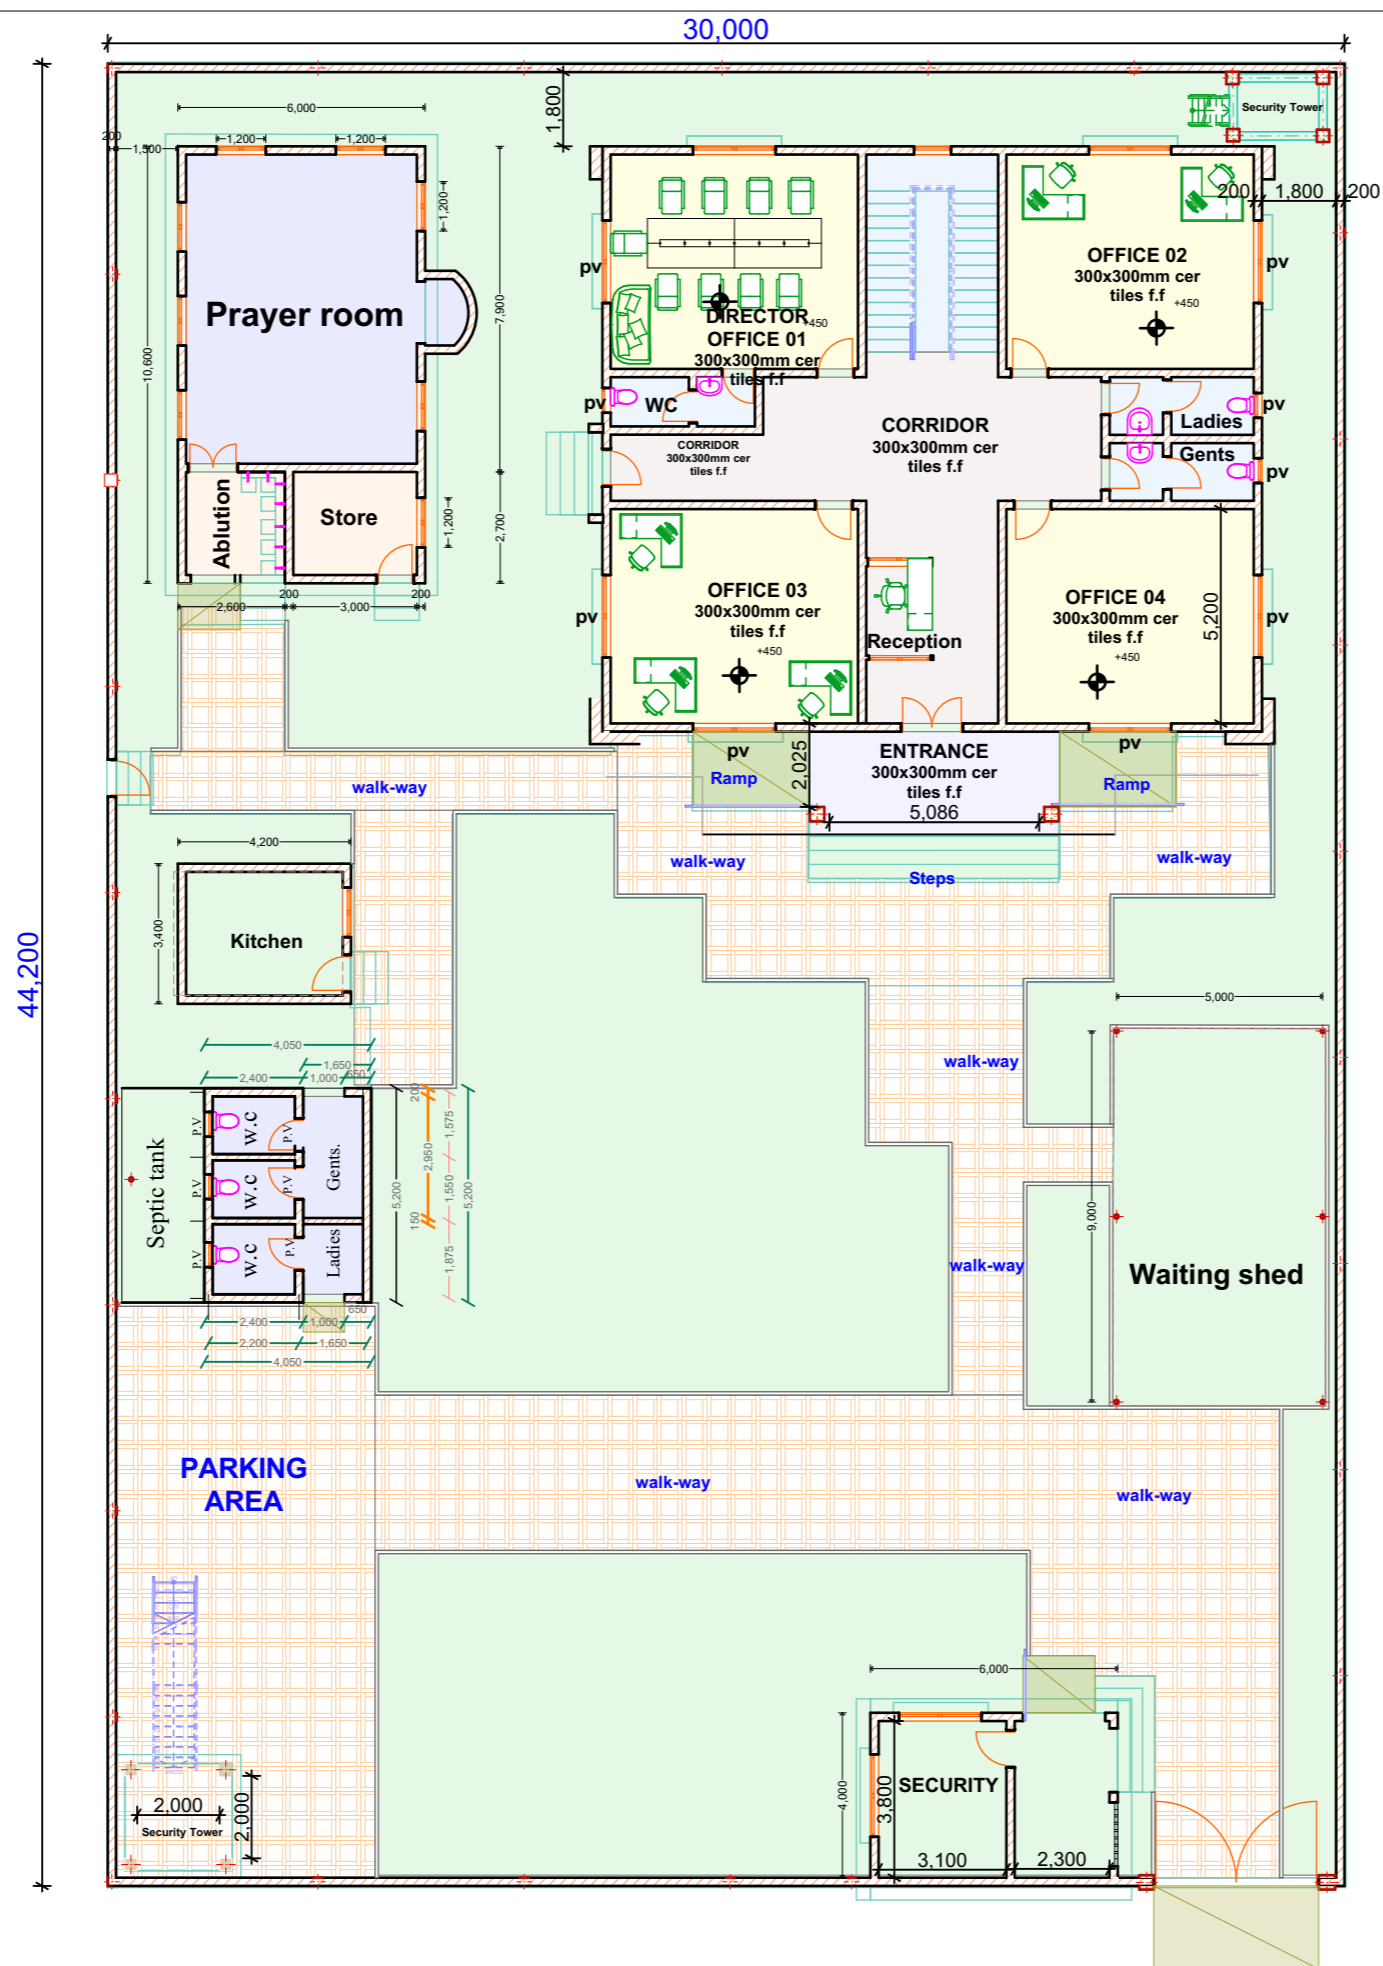 30,000
44,200
6,000
1,800
Security Tower
200
1,500
1,200
1,200
1,200
200
1,800
200
7,900
10,600
Prayer room
pv
DIRECTOR
OFFICE 01
300x300mm cer
tiles f.f
+450
OFFICE 02
300x300mm cer
tiles f.f
+450
pv
pv
WC
Ladies
pv
Gents
pv
CORRIDOR
300x300mm cer
tiles f.f
CORRIDOR
300x300mm cer
tiles f.f
Ablution
Store
1,200
2,700
200
200
2,600
3,000
pv
OFFICE 03
300x300mm cer
tiles f.f
+450
Reception
OFFICE 04
300x300mm cer
tiles f.f
+450
5,200
pv
pv
Ramp
2,025
ENTRANCE
300x300mm cer
tiles f.f
5,086
pv
Ramp
walk-way
walk-way
Steps
walk-way
4,200
3,400
Kitchen
5,000
walk-way
4,050
1,650
2,400
1,000
650
200
1,575
2,950
1,550
5,200
5,200
150
1,875
Septic tank
P.V
P.V
P.V
w.c
w.c
w.c
P.V
P.V
P.V
Gents.
Ladies
9,000
walk-way
Waiting shed
650
2,400
1,000
2,200
1,650
4,050
PARKING
AREA
walk-way
walk-way
6,000
4,000
3,800
SECURITY
3,100
2,300
2,000
2,000
Security Tower